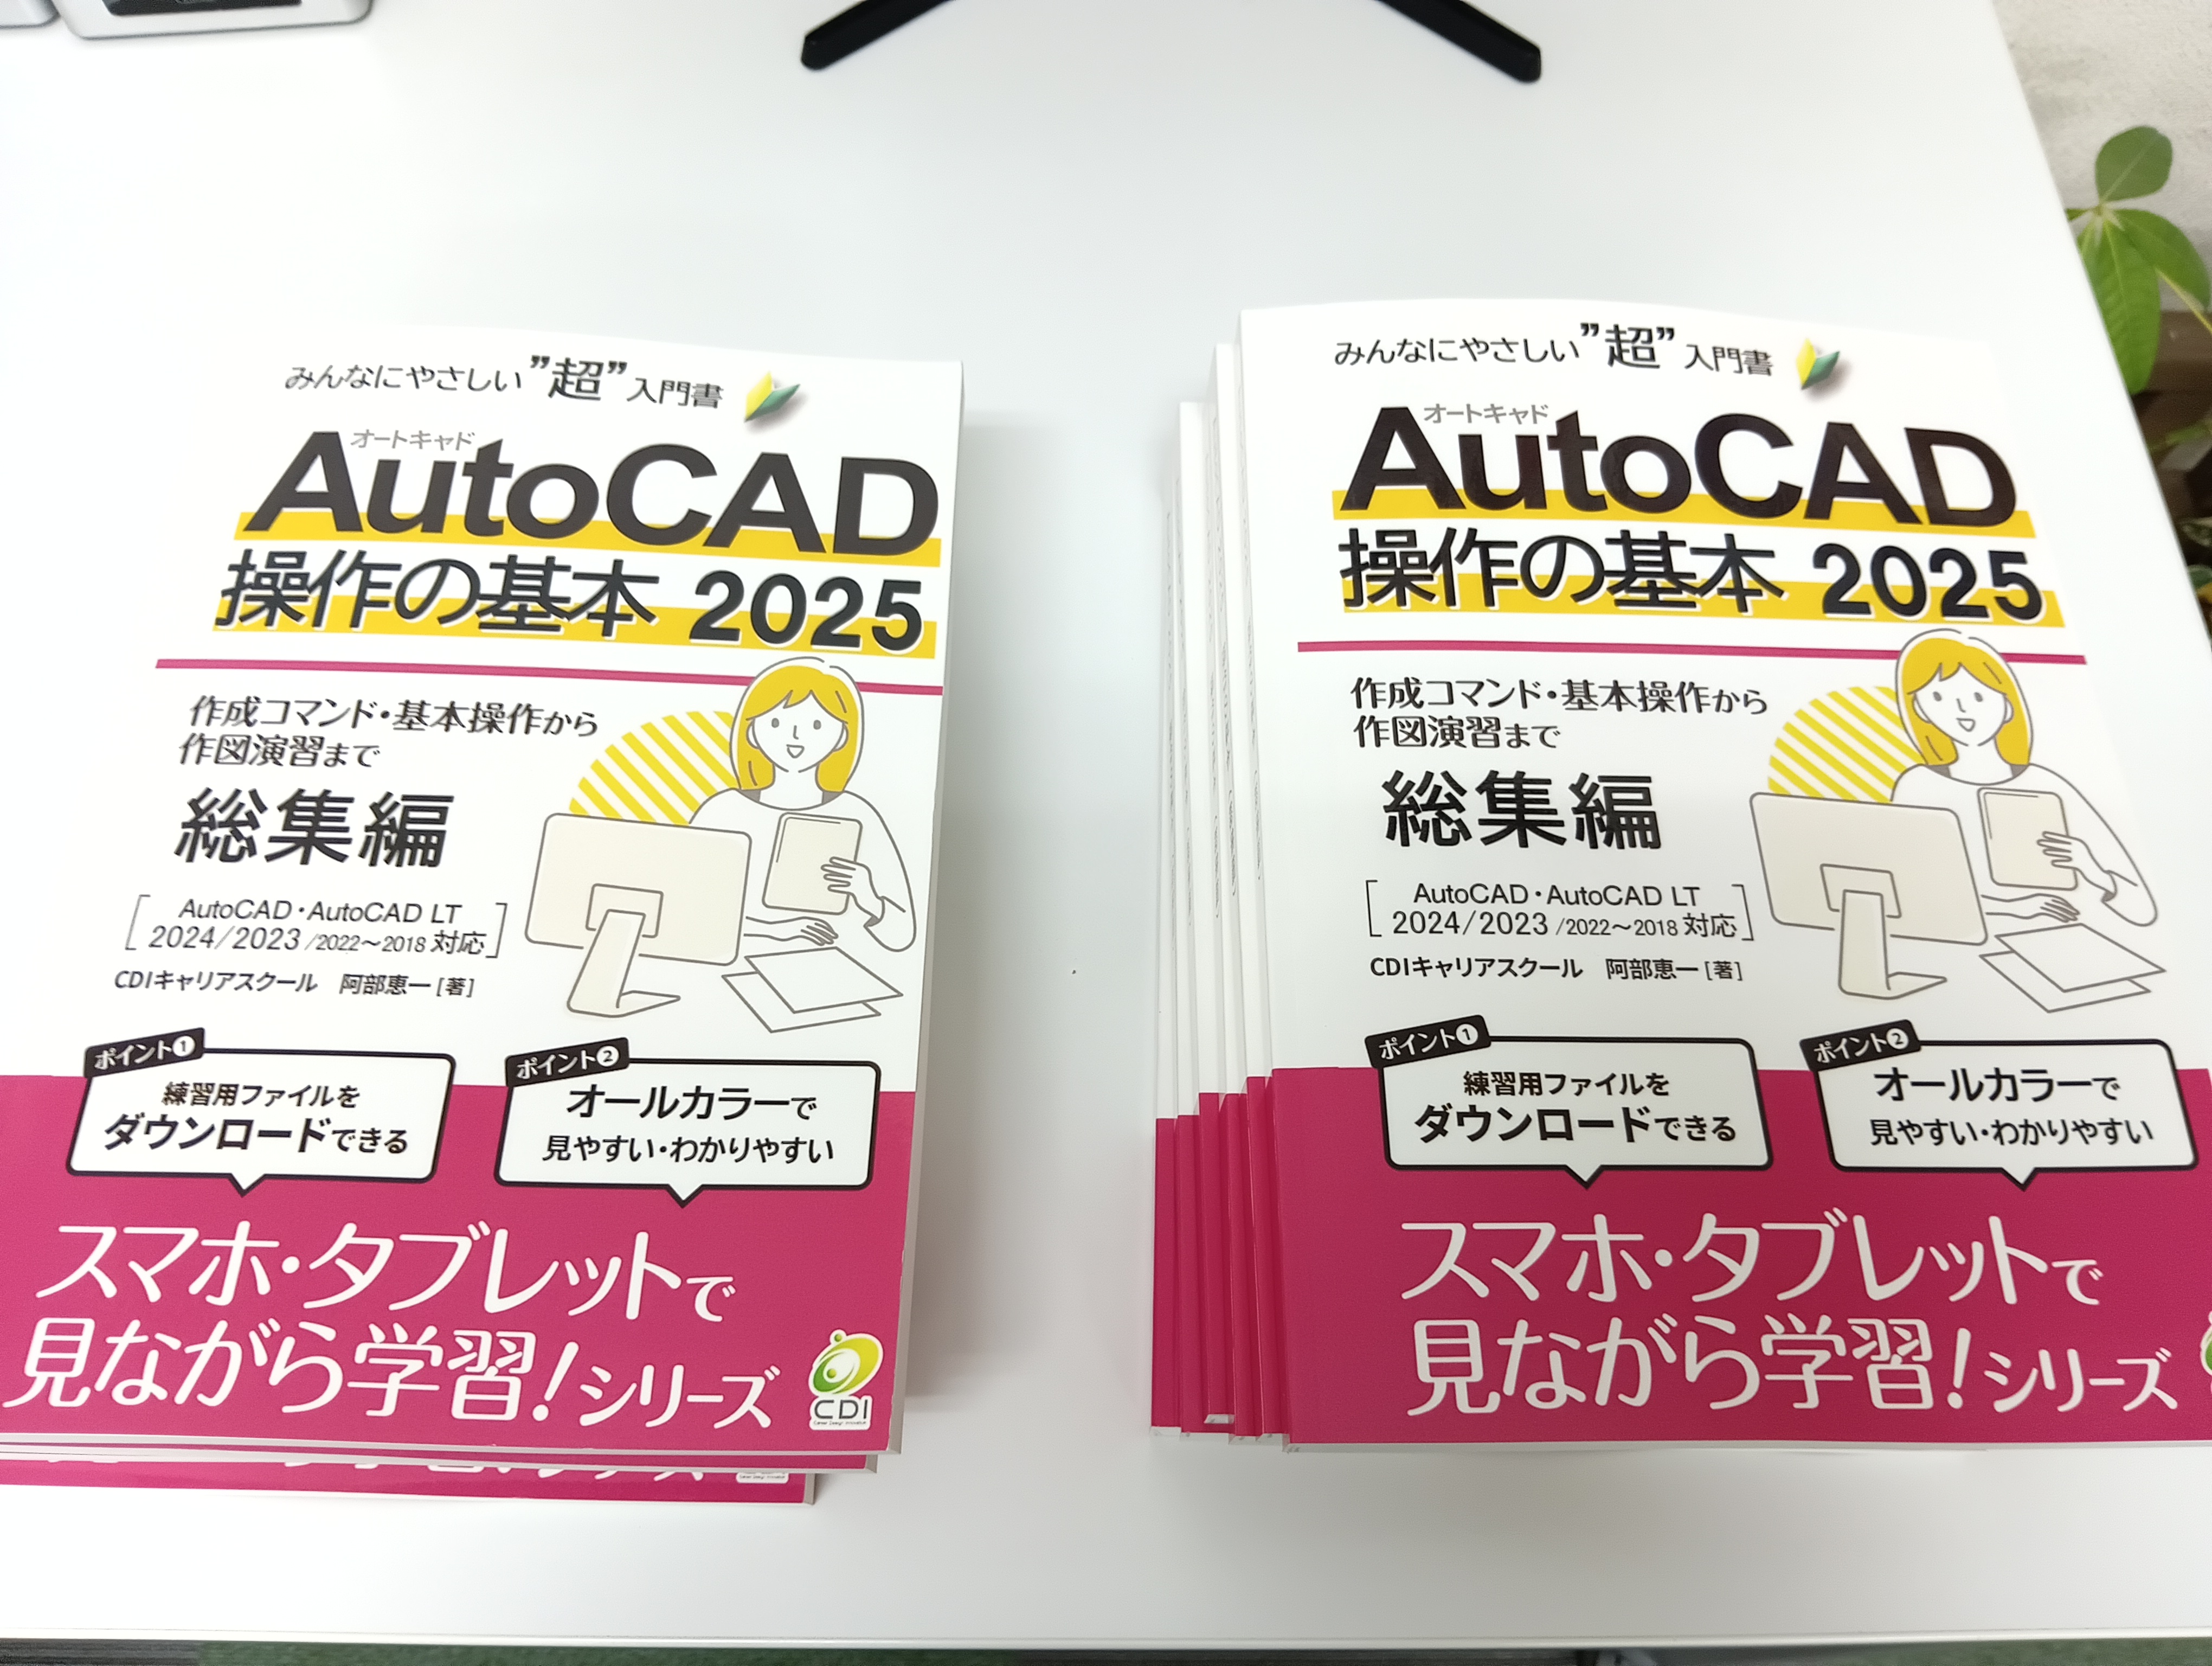 みんなにやさしい”超”入門書
オートキャド
AutoCAD
操作の基本 2025
作成コマンド・基本操作から
作図演習まで
総集編
AutoCAD・AutoCAD LT
2024/2023 /2022～2018 対応
CDIキャリアスクール 阿部恵一 [著]
ポイント❶
練習用ファイルを
ダウンロードできる
ポイント❷
オールカラーで
見やすい・わかりやすい
スマホ・タブレットで
見ながら学習！シリーズ
CDI
みんなにやさしい”超”入門書
オートキャド
AutoCAD
操作の基本 2025
作成コマンド・基本操作から
作図演習まで
総集編
AutoCAD・AutoCAD LT
2024/2023 /2022～2018 対応
CDIキャリアスクール 阿部恵一 [著]
ポイント❶
練習用ファイルを
ダウンロードできる
ポイント❷
オールカラーで
見やすい・わかりやすい
スマホ・タブレットで
見ながら学習！シリーズ